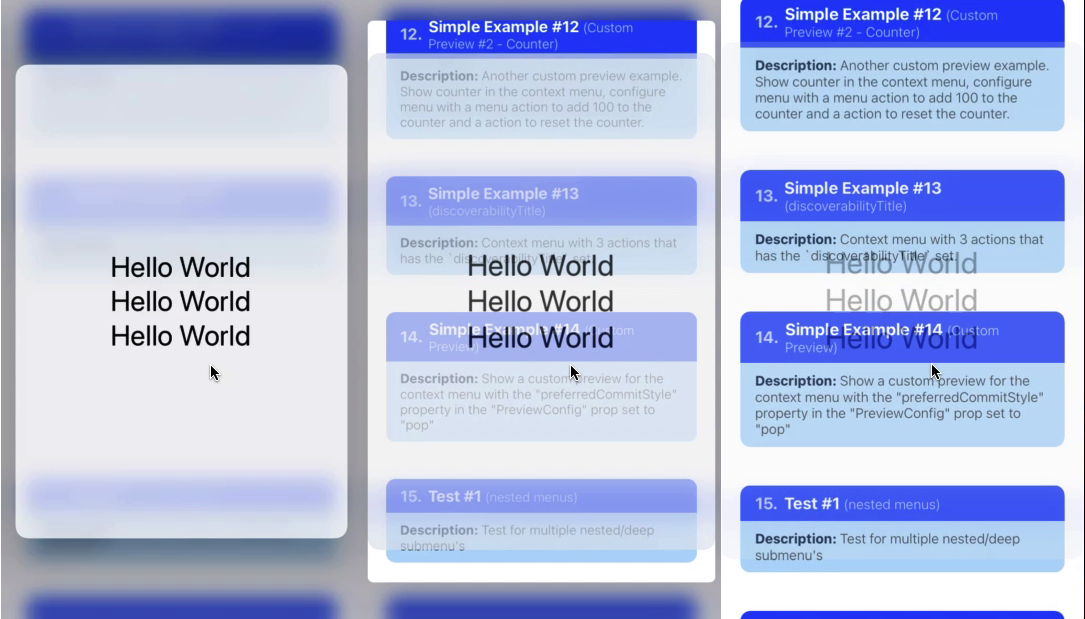 Hello World
Hello World
Hello World
12. Simple Example #12 (Custom
Preview #2 - Counter)
Description: Another custom preview example.
Show counter in the context menu, configure
menu with a menu action to add 100 to the
counter and a action to reset the counter.
13. Simple Example #13
(discoverabilityTitle)
Description: Context menu with 3 actions that
has the `discoverabilityTitle` set.
Hello World
Hello World
14. Simple Example #14 (Custom
Preview)
Hello World
Description: Show a custom preview for the
context menu with the "preferredCommitStyle"
property in the "PreviewConfig" prop set to
"pop"
15. Test #1 (nested menus)
Description: Test for multiple nested/deep
submenu's
12. Simple Example #12 (Custom
Preview #2 - Counter)
Description: Another custom preview example.
Show counter in the context menu, configure
menu with a menu action to add 100 to the
counter and a action to reset the counter.
13. Simple Example #13
(discoverabilityTitle)
Description: Context menu with 3 actions that
has the `discoverabilityTitle` set.
Hello World
Hello World
14. Simple Example #14 (Custom
Preview)
Hello World
Description: Show a custom preview for the
context menu with the "preferredCommitStyle"
property in the "PreviewConfig" prop set to
"pop"
15. Test #1 (nested menus)
Description: Test for multiple nested/deep
submenu's